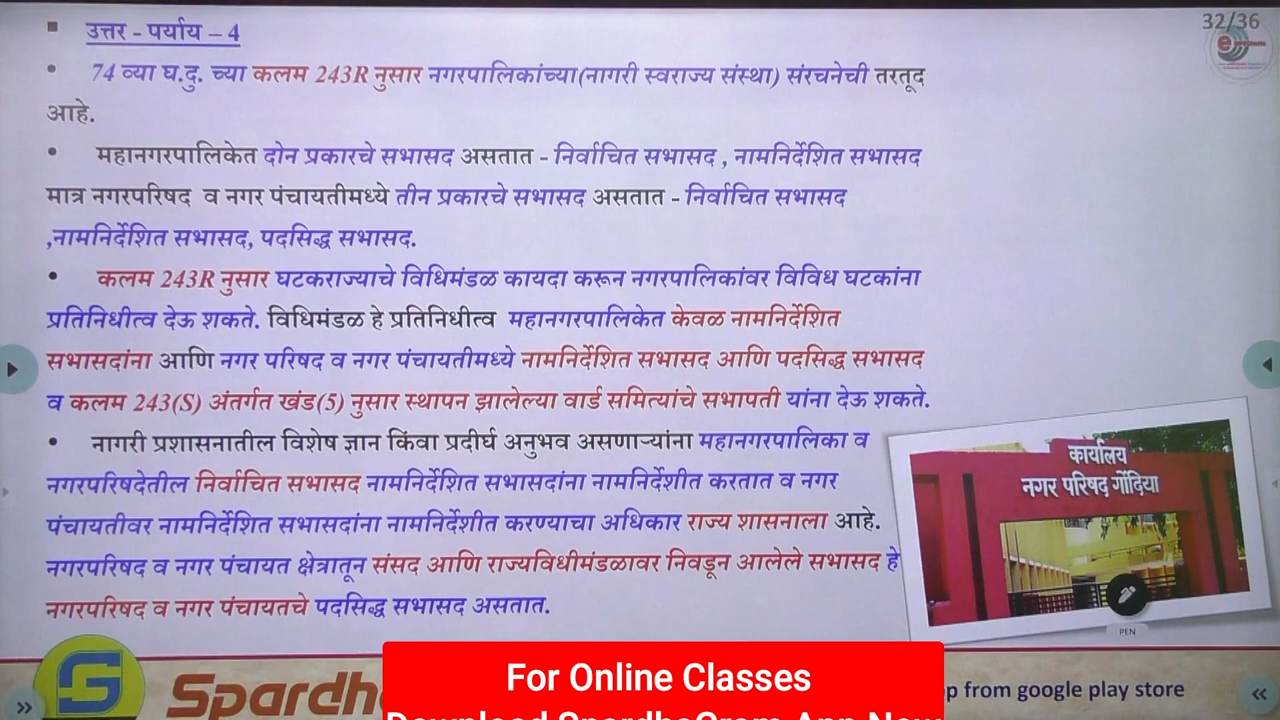 32/36
▪ उत्तर - पर्याय – 4
• 74 व्या घ.दु. च्या कलम 243R नुसार नगरपालिकांच्या(नागरी स्वराज्य संस्था) संरचनेची तरतूद
आहे.
• महानगरपालिकेत दोन प्रकारचे सभासद असतात - निर्वाचित सभासद , नामनिर्देशित सभासद
मात्र नगरपरिषद व नगर पंचायतीमध्ये तीन प्रकारचे सभासद असतात - निर्वाचित सभासद
,नामनिर्देशित सभासद, पदसिद्ध सभासद.
• कलम 243R नुसार घटकराज्याचे विधिमंडळ कायदा करून नगरपालिकांवर विविध घटकांना
प्रतिनिधीत्व देऊ शकते. विधिमंडळ हे प्रतिनिधीत्व महानगरपालिकेत केवळ नामनिर्देशित
सभासदांना आणि नगर परिषद व नगर पंचायतीमध्ये नामनिर्देशित सभासद आणि पदसिद्ध सभासद
व कलम 243(S) अंतर्गत खंड(5) नुसार स्थापन झालेल्या वार्ड समित्यांचे सभापती यांना देऊ शकते.
• नागरी प्रशासनातील विशेष ज्ञान किंवा प्रदीर्घ अनुभव असणाऱ्यांना महानगरपालिका व
नगरपरिषदेतील निर्वाचित सभासद नामनिर्देशित सभासदांना नामनिर्देशीत करतात व नगर
पंचायतीवर नामनिर्देशित सभासदांना नामनिर्देशीत करण्याचा अधिकार राज्य शासनाला आहे.
नगरपरिषद व नगर पंचायत क्षेत्रातून संसद आणि राज्यविधीमंडळावर निवडून आलेले सभासद हे
नगरपरिषद व नगर पंचायतचे पदसिद्ध सभासद असतात.
कार्यालय
नगर परिषद गोंदिया
PEN
Spardh
For Online Classes
Download SpardhaGram App Now
p from google play store